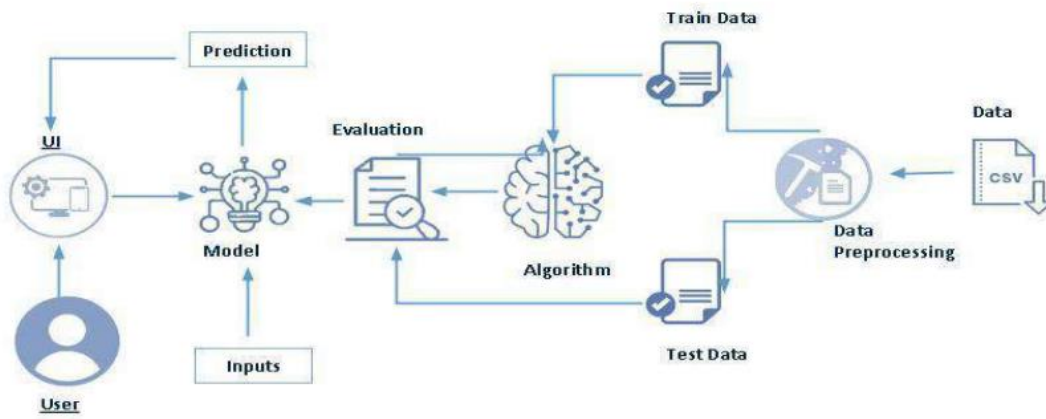 Train Data
Prediction
Data
UI
Evaluation
CSV
Model
Algorithm
Data
Preprocessing
Test Data
Inputs
User